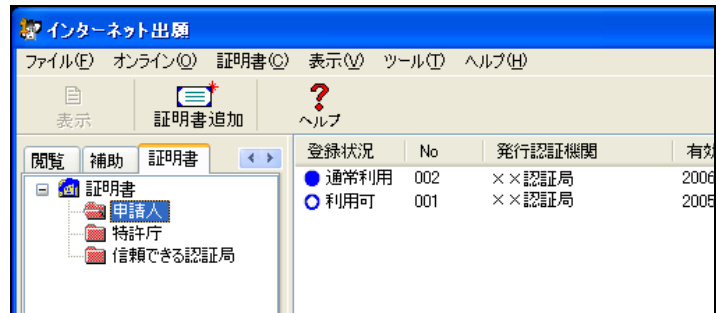 インターネット出願
ファイル(F) オンライン(O) 証明書(C) 表示(V) ツール(T) ヘルプ(H)
表示 証明書追加 ヘルプ
閲覧 補助 証明書
証明書
申請人
特許庁
信頼できる認証局
登録状況 No 発行認証機関 有効
通常利用 002 ××認証局 2006
利用可 001 ××認証局 2005